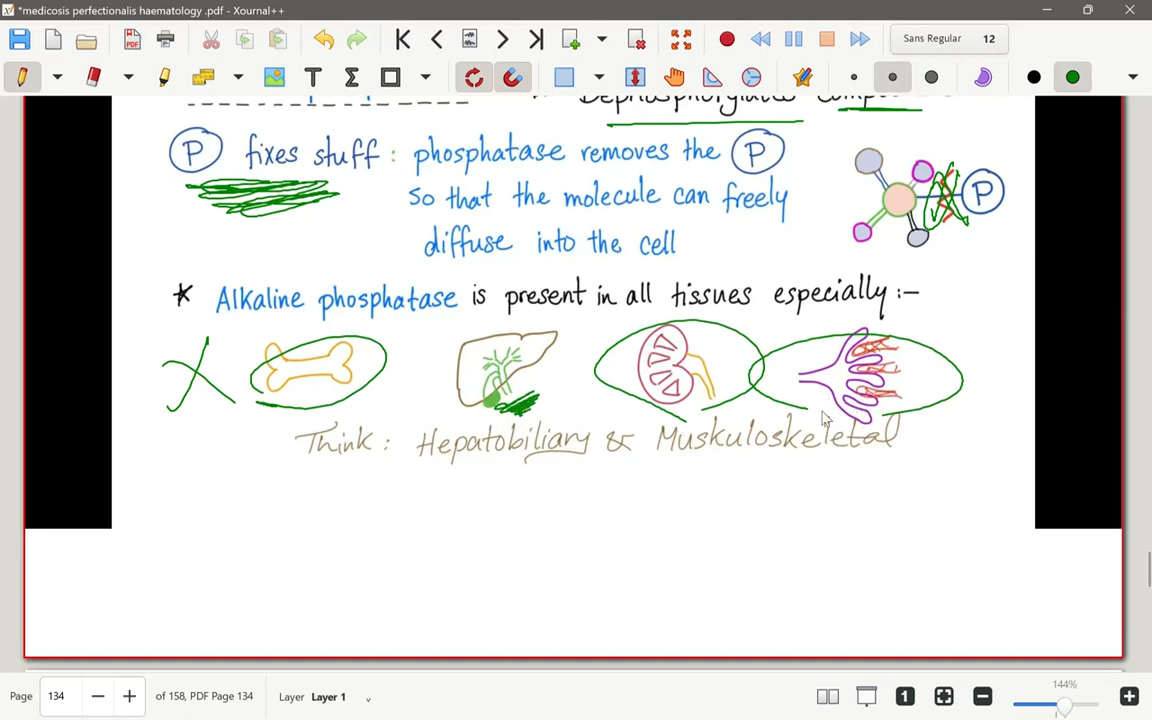 *medicosis perfectionalis haematology .pdf - Xournal++
Sans Regular 12
Dephosphorylates
P fixes stuff : phosphatase removes the P
so that the molecule can freely
diffuse into the cell
P
* Alkaline phosphatase is present in all tissues especially :-
Think : Hepatobiliary & Muskuloskeletal
144%
Page 134 of 158, PDF Page 134 Layer Layer 1